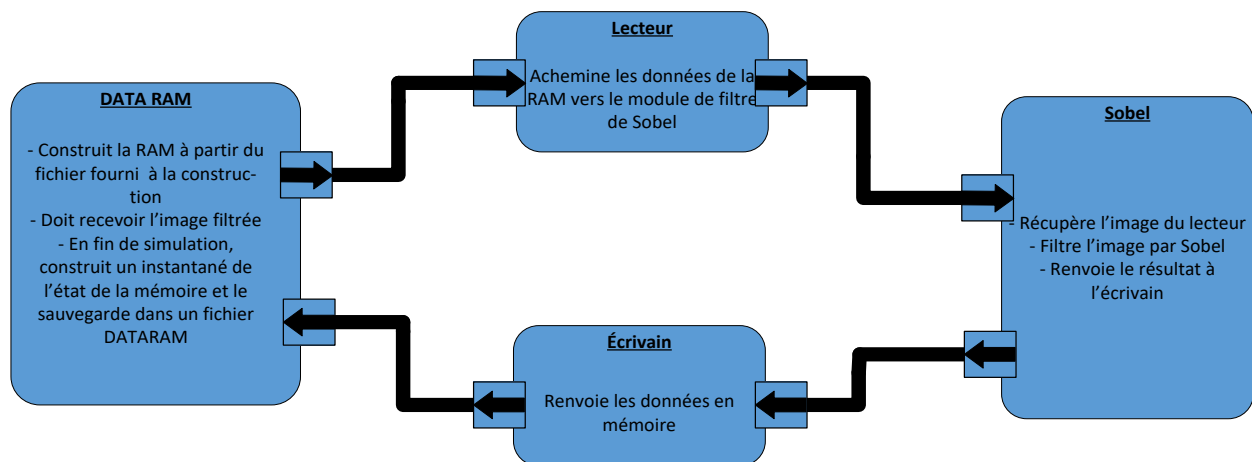 DATA RAM
- Construit la RAM à partir du
fichier fourni à la construc-
tion
- Doit recevoir l’image filtrée
- En fin de simulation,
construit un instantané de
l’état de la mémoire et le
sauvegarde dans un fichier
DATARAM
Lecteur
Achemine les données de la
RAM vers le module de filtre
de Sobel
Sobel
- Récupère l’image du lecteur
- Filtre l’image par Sobel
- Renvoie le résultat à
l’écrivain
Écrivain
Renvoie les données en
mémoire